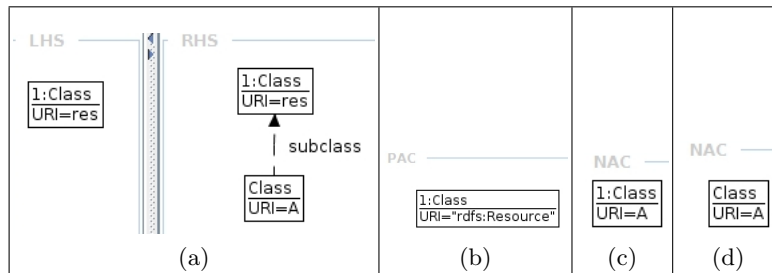 LHS
RHS
1:Class
URI=res
1:Class
URI=res
subclass
Class
URI=A
(a)
PAC
1:Class
URI="rdfs:Resource"
(b)
NAC
1:Class
URI=A
(c)
NAC
Class
URI=A
(d)